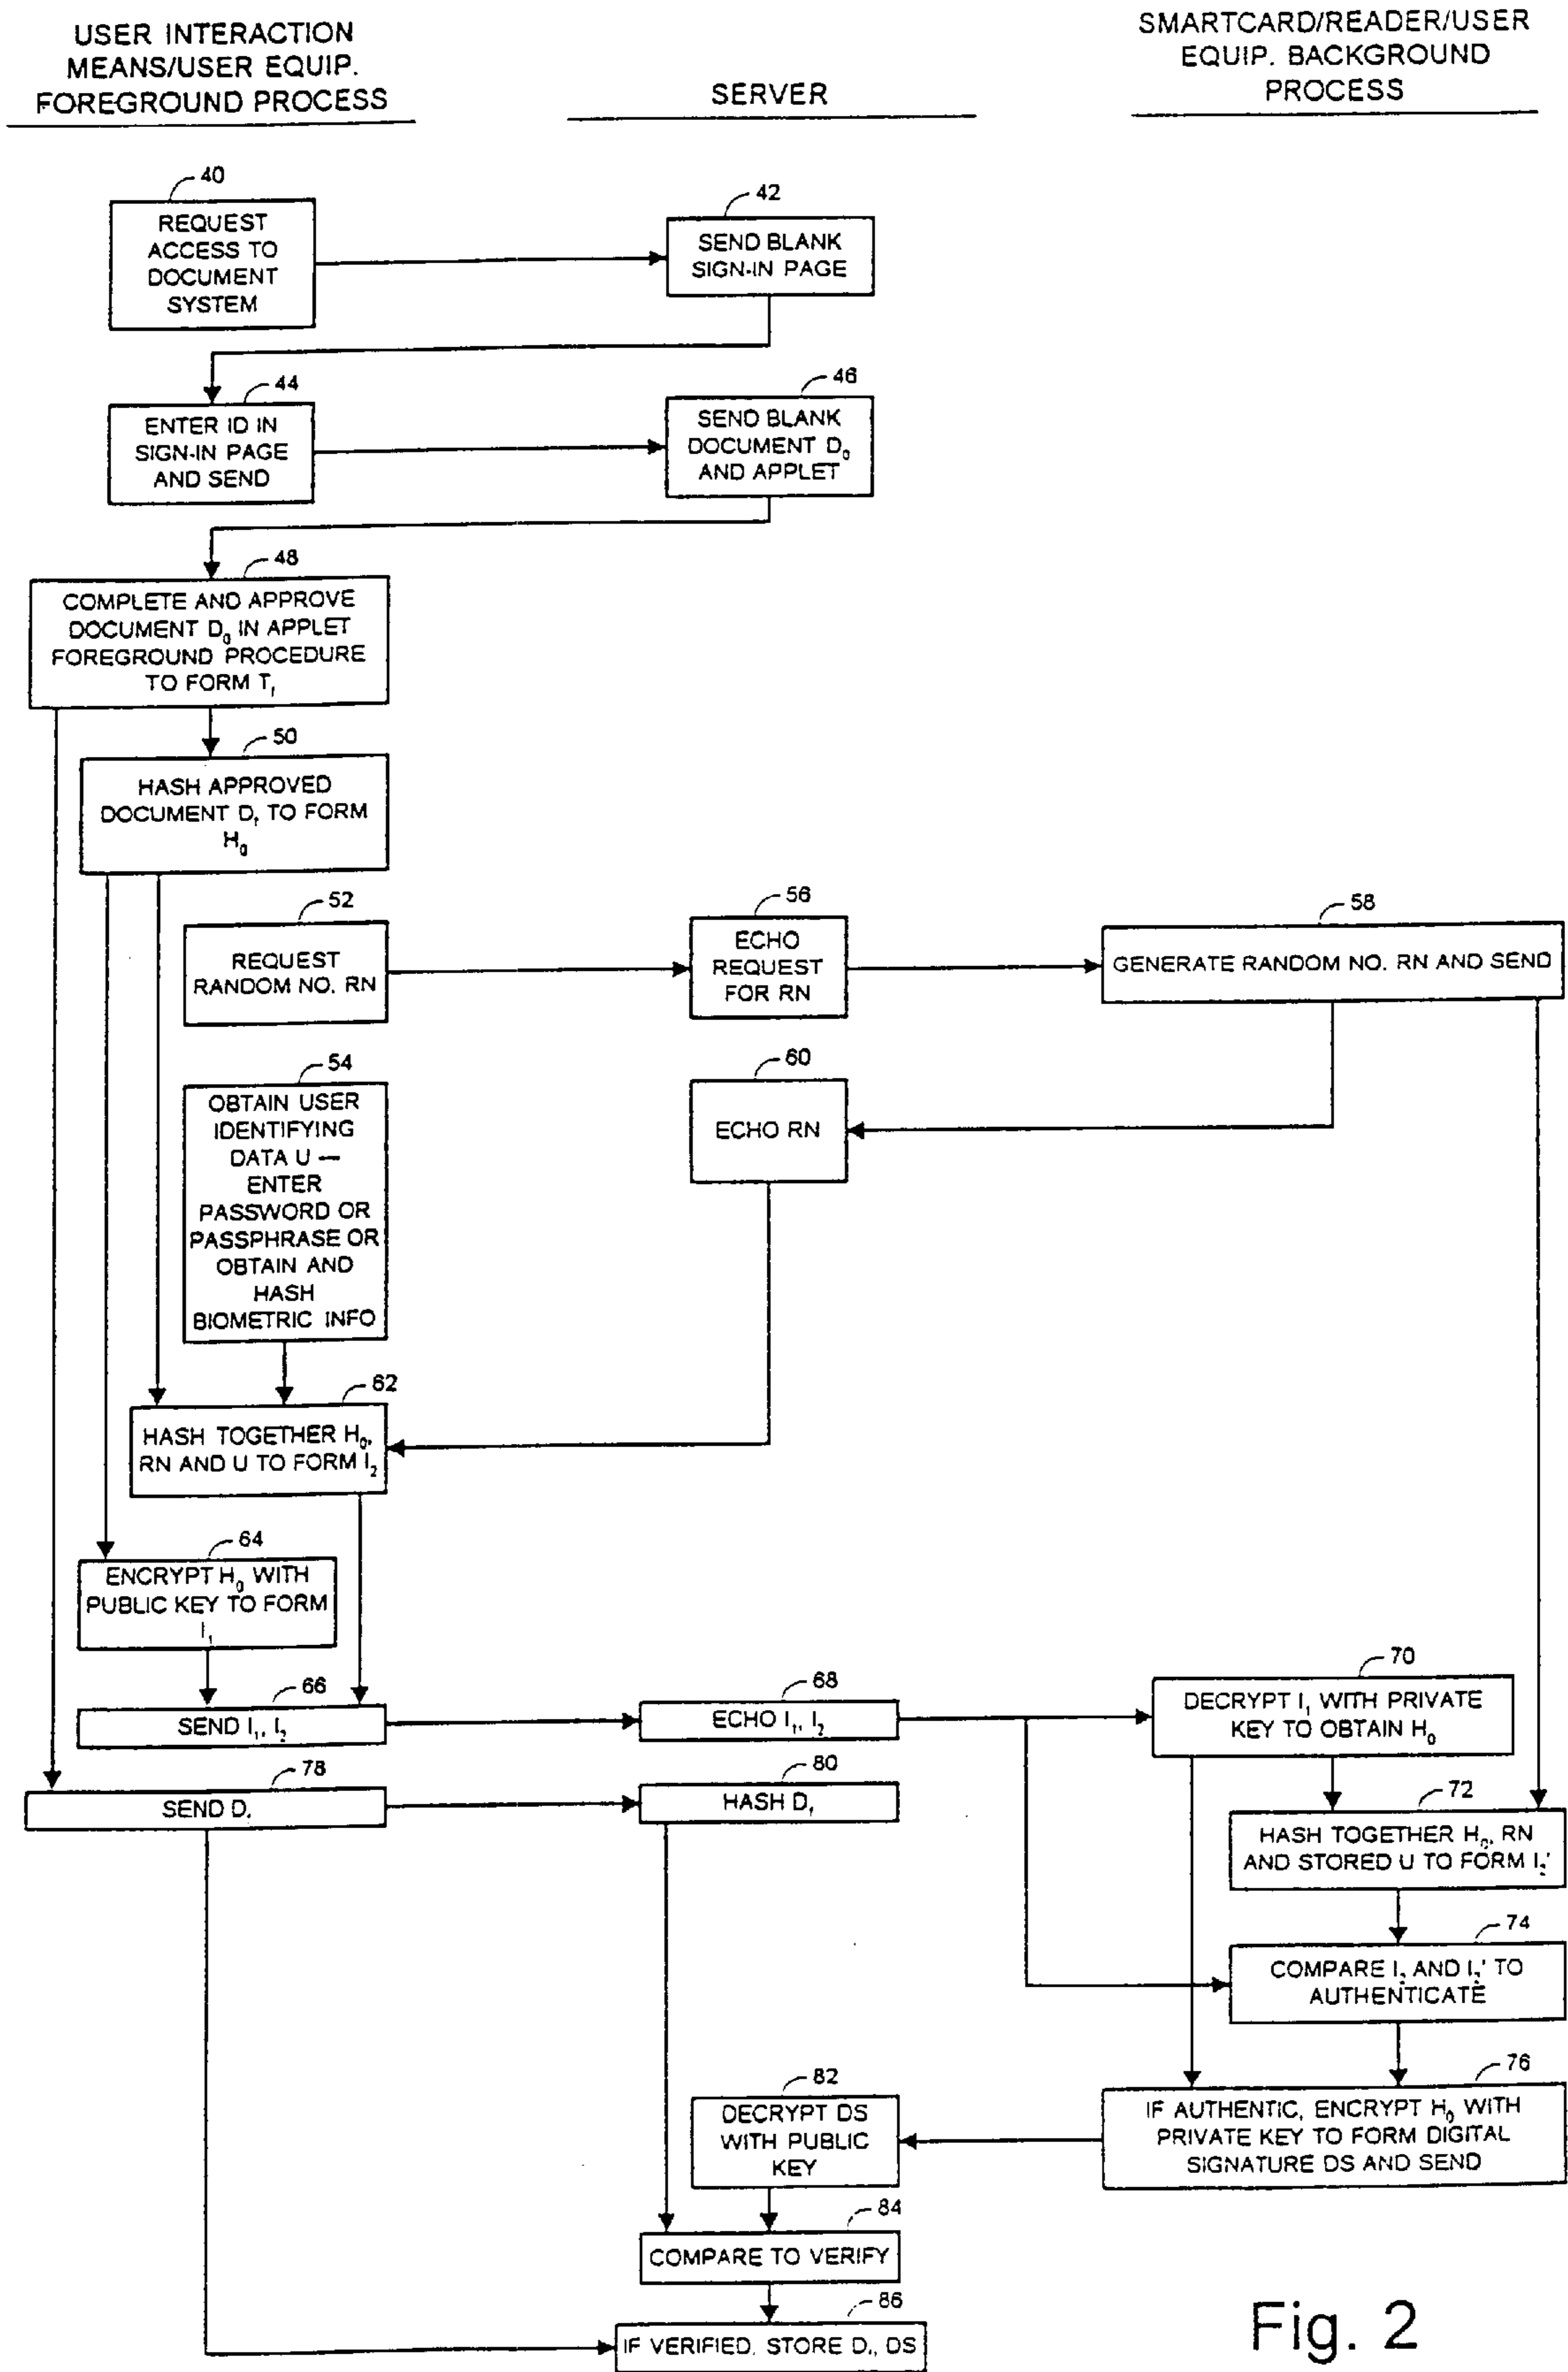 USER INTERACTION
MEANS/USER EQUIP.
FOREGROUND PROCESS
SERVER
SMARTCARD/READER/USER
EQUIP. BACKGROUND
PROCESS
40
REQUEST
ACCESS TO
DOCUMENT
SYSTEM
42
SEND BLANK
SIGN-IN PAGE
44
ENTER ID IN
SIGN-IN PAGE
AND SEND
46
SEND BLANK
DOCUMENT D₀
AND APPLET
48
COMPLETE AND APPROVE
DOCUMENT D₀ IN APPLET
FOREGROUND PROCEDURE
TO FORM T₁
50
HASH APPROVED
DOCUMENT D₁ TO FORM
H₀
52
REQUEST
RANDOM NO. RN
56
ECHO
REQUEST
FOR RN
58
GENERATE RANDOM NO. RN AND SEND
54
OBTAIN USER
IDENTIFYING
DATA U —
ENTER
PASSWORD OR
PASSPHRASE OR
OBTAIN AND
HASH
BIOMETRIC INFO
60
ECHO RN
62
HASH TOGETHER H₀,
RN AND U TO FORM I₂
64
ENCRYPT H₀ WITH
PUBLIC KEY TO FORM
I₁
66
SEND I₁, I₂
68
ECHO I₁, I₂
70
DECRYPT I₁ WITH PRIVATE
KEY TO OBTAIN H₀
78
SEND D₁
80
HASH D₁
72
HASH TOGETHER H₀, RN
AND STORED U TO FORM I₂'
74
COMPARE I₂ AND I₂' TO
AUTHENTICATE
76
IF AUTHENTIC, ENCRYPT H₀ WITH
PRIVATE KEY TO FORM DIGITAL
SIGNATURE DS AND SEND
82
DECRYPT DS
WITH PUBLIC
KEY
84
COMPARE TO VERIFY
86
IF VERIFIED, STORE D₁, DS
Fig. 2